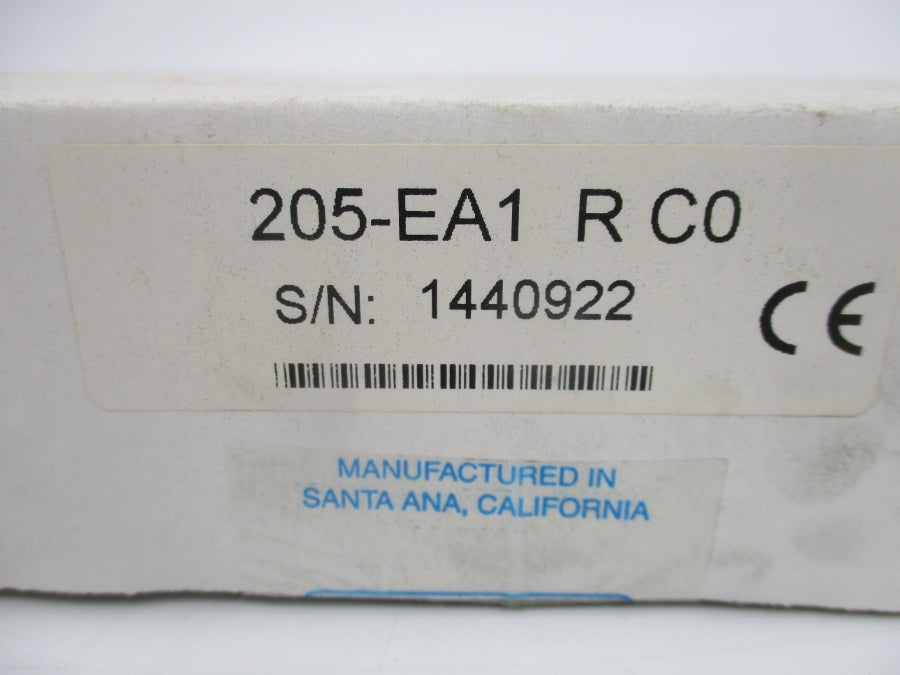 205-EA1 R C0
S/N: 1440922
CE
MANUFACTURED IN
SANTA ANA, CALIFORNIA